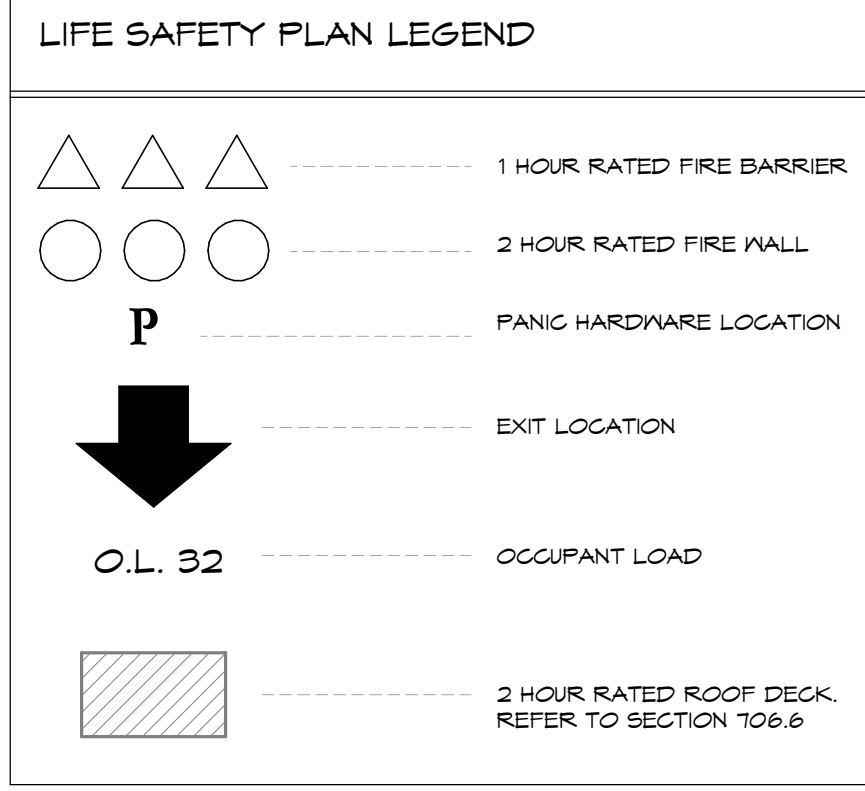 LIFE SAFETY PLAN LEGEND
1 HOUR RATED FIRE BARRIER
2 HOUR RATED FIRE WALL
P PANIC HARDWARE LOCATION
EXIT LOCATION
O.L. 32 OCCUPANT LOAD
2 HOUR RATED ROOF DECK.
REFER TO SECTION 706.6